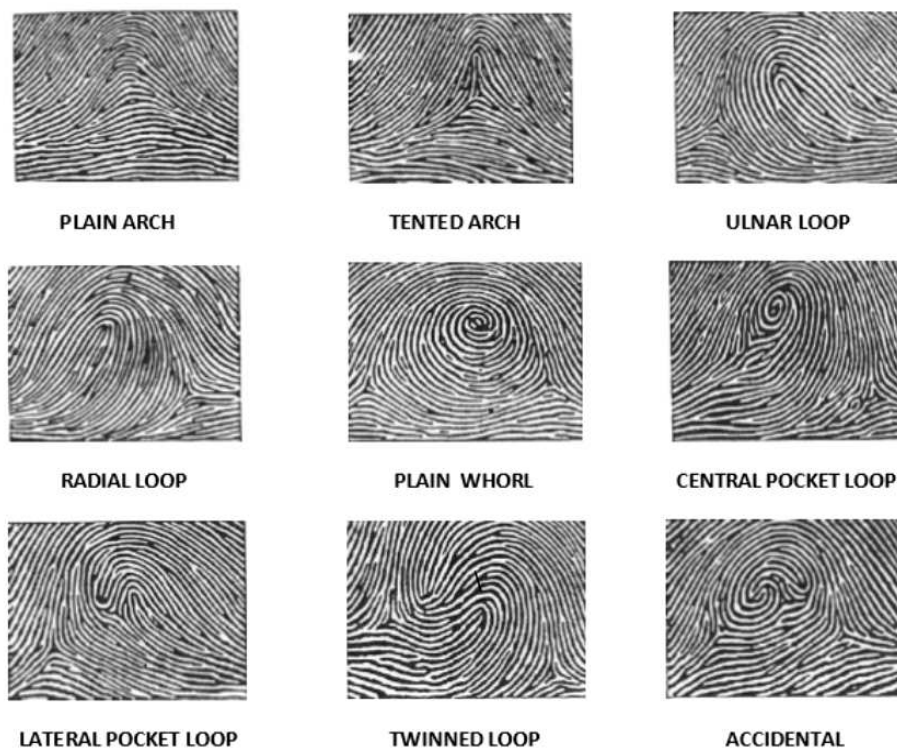 PLAIN ARCH
TENTED ARCH
ULNAR LOOP
RADIAL LOOP
PLAIN WHORL
CENTRAL POCKET LOOP
LATERAL POCKET LOOP
TWINNED LOOP
ACCIDENTAL